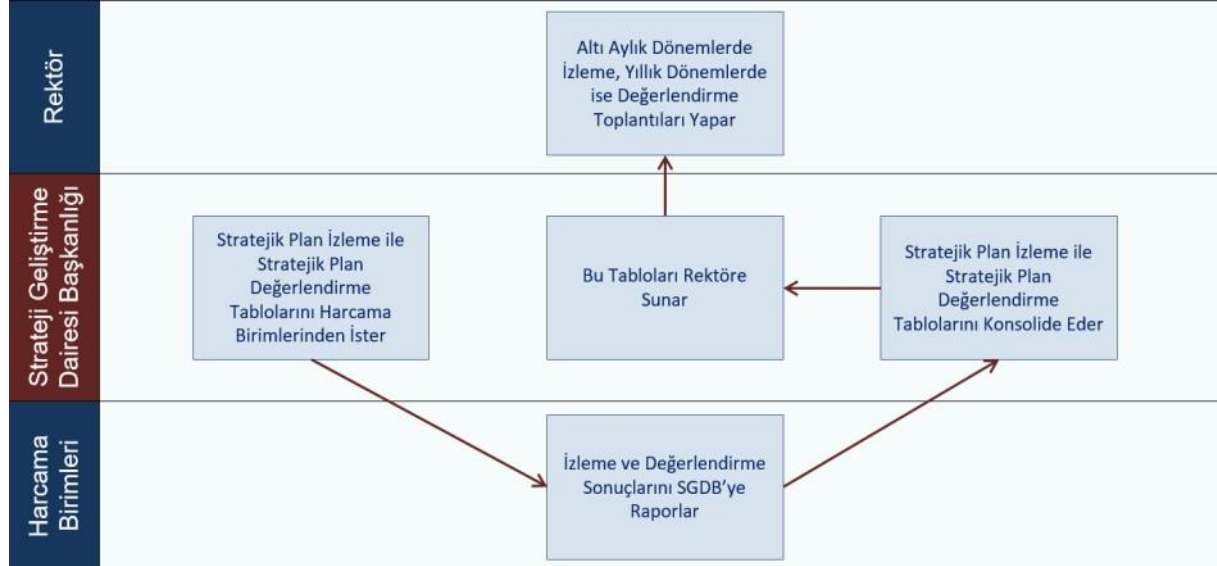 Rektör
Altı Aylık Dönemlerde
İzleme, Yıllık Dönemlerde
ise Değerlendirme
Toplantıları Yapar
Strateji Geliştirme
Dairesi Başkanlığı
Stratejik Plan İzleme ile
Stratejik Plan
Değerlendirme
Tablolarını Harcama
Birimlerinden İster
Bu Tabloları Rektöre
Sunar
Stratejik Plan İzleme ile
Stratejik Plan
Değerlendirme
Tablolarını Konsolide Eder
Harcama
Birimleri
İzleme ve Değerlendirme
Sonuçlarını SGDB'ye
Raporlar